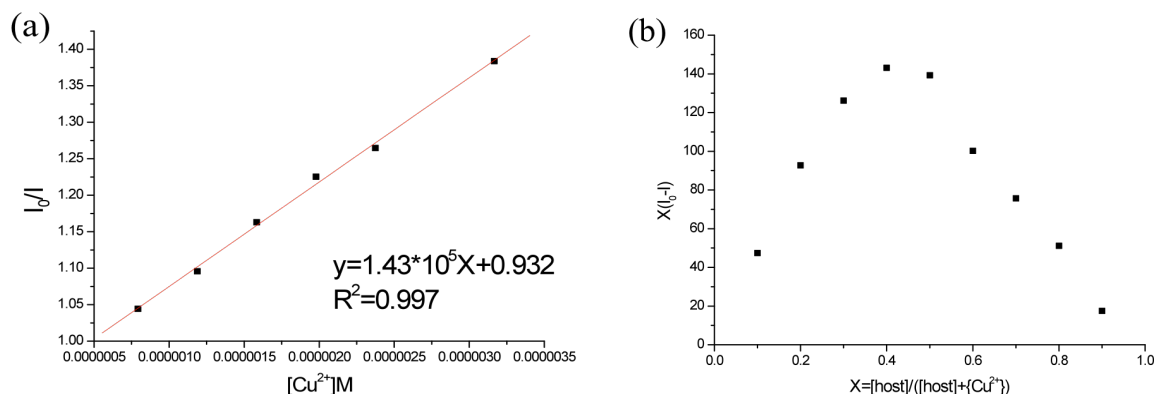 (a)
1.40
1.35
1.30
1.25
1.20
1.15
1.10
1.05
1.00
I₀/I
y=1.43*10⁵X+0.932
R²=0.997
0.0000005 0.0000010 0.0000015 0.0000020 0.0000025 0.0000030 0.0000035
[Cu²⁺]M
(b)
160
140
120
100
80
60
40
20
0
X(I₀-I)
0.0 0.2 0.4 0.6 0.8 1.0
X=[host]/([host]+{Cu²⁺})